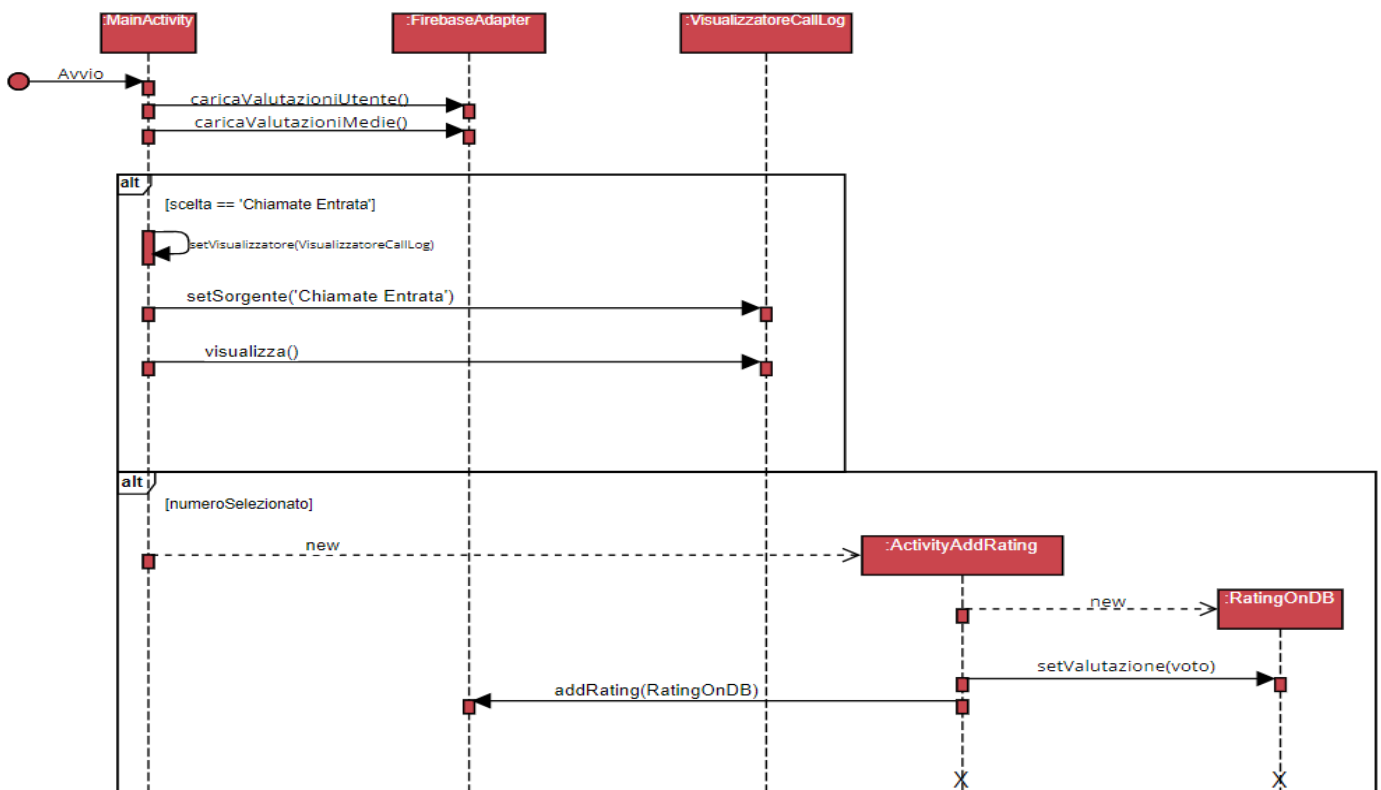 :MainActivity
:FirebaseAdapter
:VisualizzatoreCallLog
Avvio
caricaValutazioniUtente()
caricaValutazioniMedie()
alt
[scelta == 'Chiamate Entrata']
setVisualizzatore(VisualizzatoreCallLog)
setSorgente('Chiamate Entrata')
visualizza()
alt
[numeroSelezionato]
new
:ActivityAddRating
new
:RatingOnDB
setValutazione(voto)
addRating(RatingOnDB)